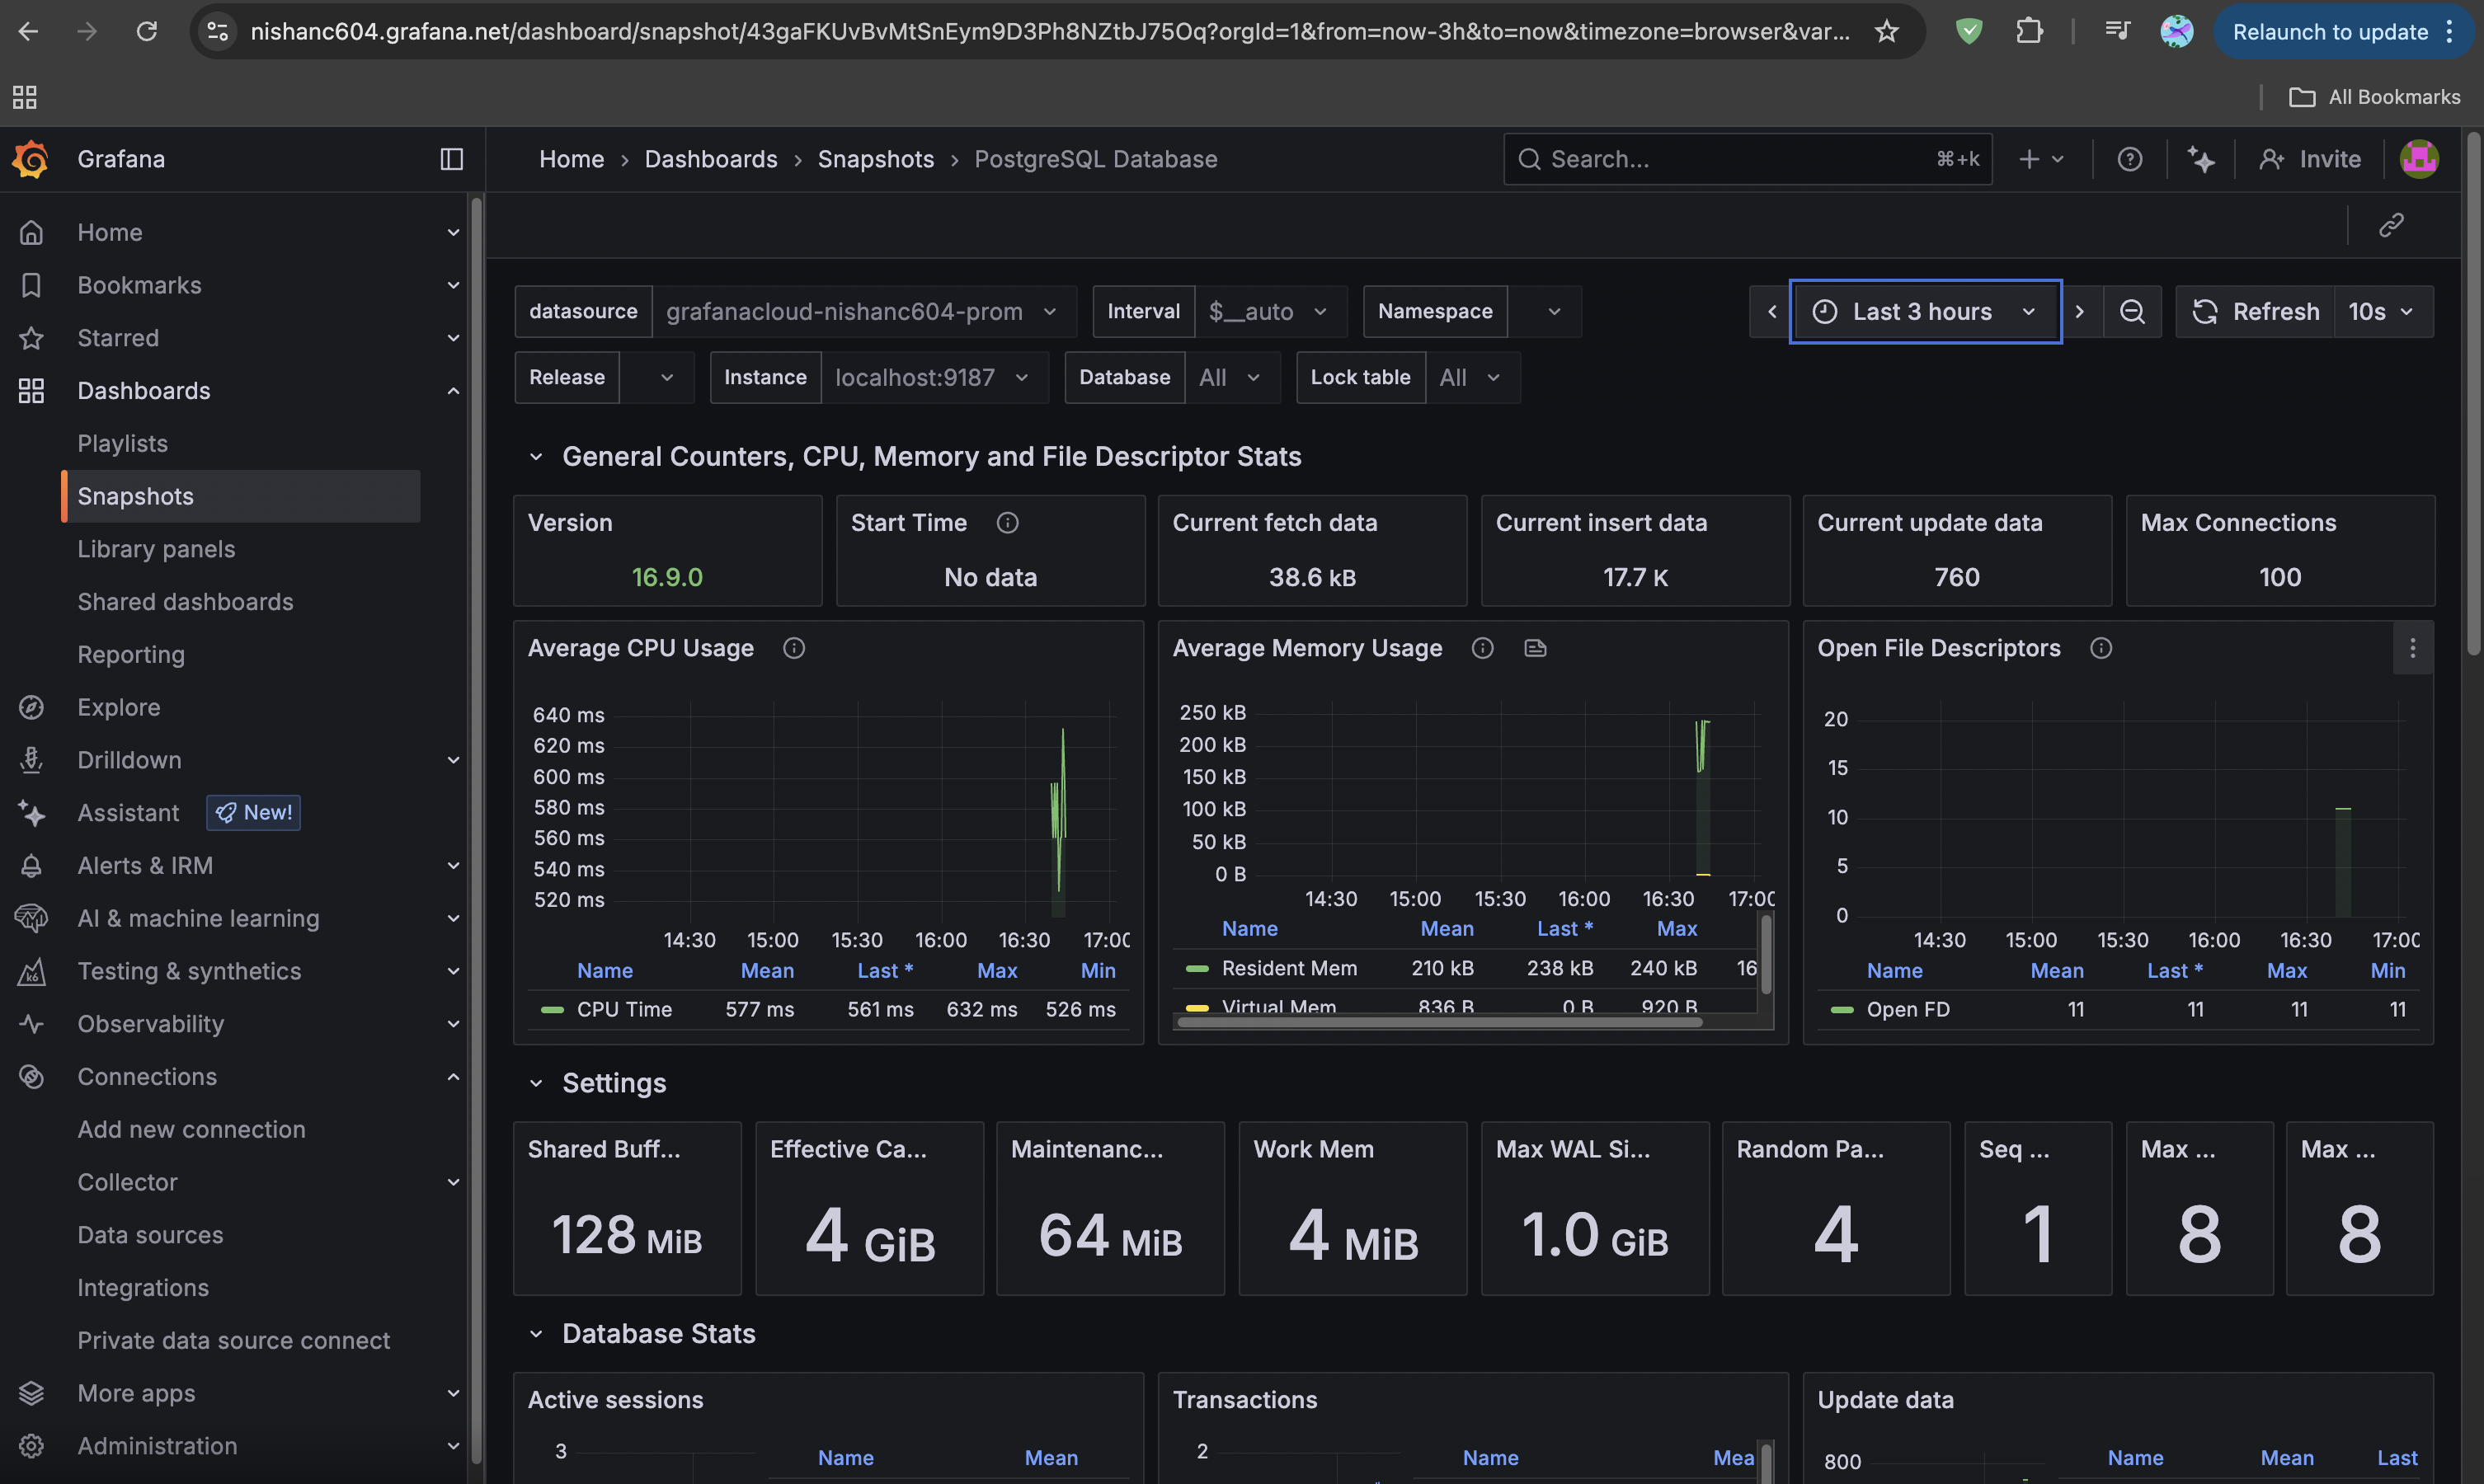 nishanc604.grafana.net/dashboard/snapshot/43gaFKUvBvMtSnEym9D3Ph8NZtbJ75Oq?orgId=1&from=now-3h&to=now&timezone=browser&var...
Relaunch to update
All Bookmarks
Grafana
Home › Dashboards › Snapshots › PostgreSQL Database
Search...
⌘+k
Invite
Home
Bookmarks
Starred
Dashboards
Playlists
Snapshots
Library panels
Shared dashboards
Reporting
Explore
Drilldown
Assistant
New!
Alerts & IRM
AI & machine learning
Testing & synthetics
Observability
Connections
Add new connection
Collector
Data sources
Integrations
Private data source connect
More apps
Administration
datasource grafanacloud-nishanc604-prom
Interval $__auto
Namespace
Last 3 hours
Refresh 10s
Release
Instance localhost:9187
Database All
Lock table All
General Counters, CPU, Memory and File Descriptor Stats
Version
16.9.0
Start Time
No data
Current fetch data
38.6 kB
Current insert data
17.7 K
Current update data
760
Max Connections
100
Average CPU Usage
640 ms
620 ms
600 ms
580 ms
560 ms
540 ms
520 ms
14:30 15:00 15:30 16:00 16:30 17:00
Name Mean Last * Max Min
CPU Time 577 ms 561 ms 632 ms 526 ms
Average Memory Usage
250 kB
200 kB
150 kB
100 kB
50 kB
0 B
14:30 15:00 15:30 16:00 16:30 17:00
Name Mean Last * Max
Resident Mem 210 kB 238 kB 240 kB 16
Virtual Mem 836 B 0 B 920 B
Open File Descriptors
20
15
10
5
0
14:30 15:00 15:30 16:00 16:30 17:00
Name Mean Last * Max Min
Open FD 11 11 11 11
Settings
Shared Buff...
128 MiB
Effective Ca...
4 GiB
Maintenanc...
64 MiB
Work Mem
4 MiB
Max WAL Si...
1.0 GiB
Random Pa...
4
Seq ...
1
Max ...
8
Max ...
8
Database Stats
Active sessions
3
Name Mean
Transactions
2
Name Mea
Update data
800
Name Mean Last